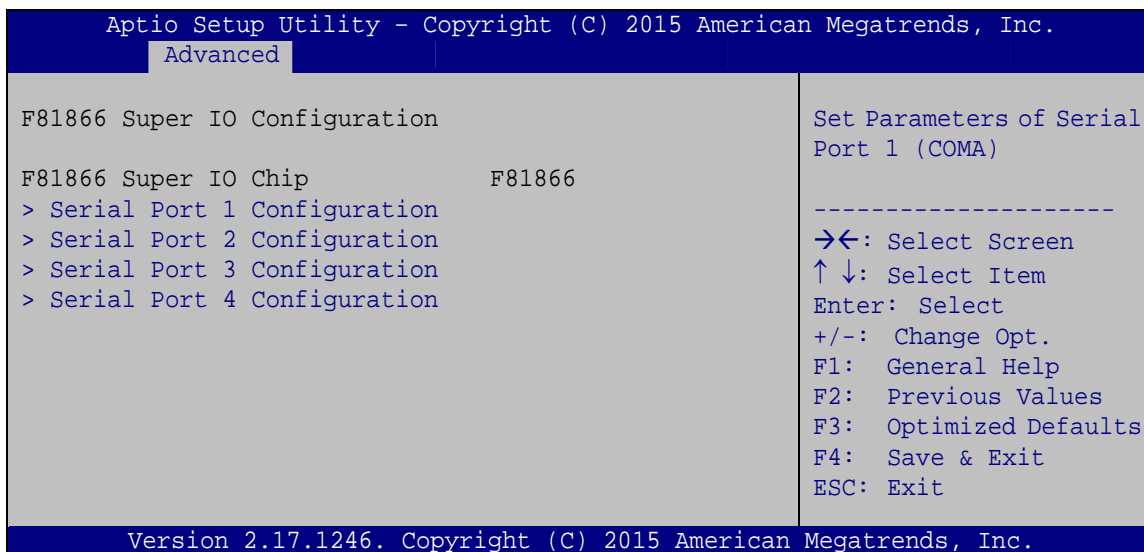 Aptio Setup Utility – Copyright (C) 2015 American Megatrends, Inc.
Advanced
F81866 Super IO Configuration
F81866 Super IO Chip F81866
> Serial Port 1 Configuration
> Serial Port 2 Configuration
> Serial Port 3 Configuration
> Serial Port 4 Configuration
Set Parameters of Serial
Port 1 (COMA)
---------------------
→←: Select Screen
↑ ↓: Select Item
Enter: Select
+/-: Change Opt.
F1: General Help
F2: Previous Values
F3: Optimized Defaults
F4: Save & Exit
ESC: Exit
Version 2.17.1246. Copyright (C) 2015 American Megatrends, Inc.